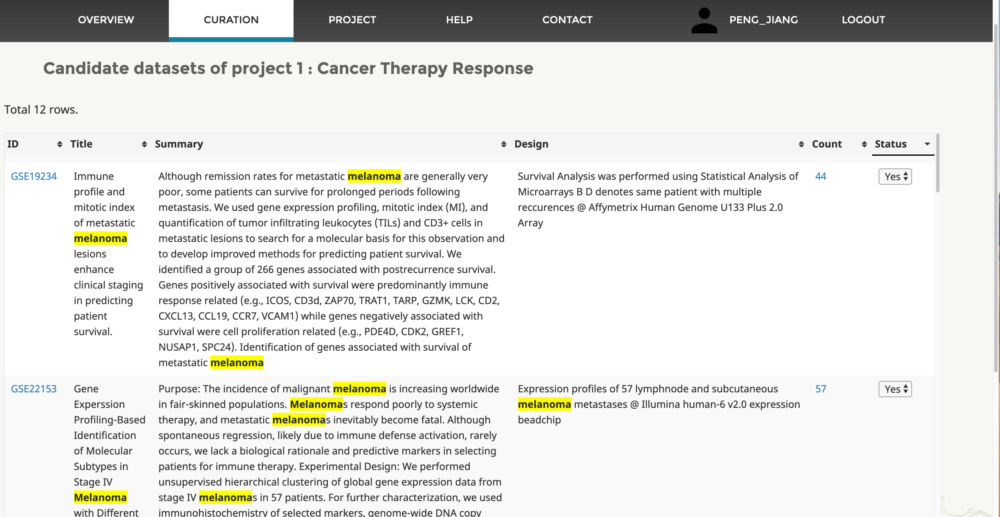 OVERVIEW CURATION PROJECT HELP CONTACT PENG_JIANG LOGOUT
Candidate datasets of project 1 : Cancer Therapy Response
Total 12 rows.
ID Title Summary Design Count Status
GSE19234
Immune
profile and
mitotic index
of metastatic
melanoma
lesions
enhance
clinical staging
in predicting
patient
survival.
Although remission rates for metastatic melanoma are generally very
poor, some patients can survive for prolonged periods following
metastasis. We used gene expression profiling, mitotic index (MI), and
quantification of tumor infiltrating leukocytes (TILs) and CD3+ cells in
metastatic lesions to search for a molecular basis for this observation and
to develop improved methods for predicting patient survival. We
identified a group of 266 genes associated with postrecurrence survival.
Genes positively associated with survival were predominantly immune
response related (e.g., ICOS, CD3d, ZAP70, TRAT1, TARP, GZMK, LCK, CD2,
CXCL13, CCL19, CCR7, VCAM1) while genes negatively associated with
survival were cell proliferation related (e.g., PDE4D, CDK2, GREF1,
NUSAP1, SPC24). Identification of genes associated with survival of
metastatic melanoma
Survival Analysis was performed using Statistical Analysis of
Microarrays B D denotes same patient with multiple
reccurences @ Affymetrix Human Genome U133 Plus 2.0
Array
44
Yes
GSE22153
Gene
Experssion
Profiling-Based
Identification
of Molecular
Subtypes in
Stage IV
Melanoma
with Different
Purpose: The incidence of malignant melanoma is increasing worldwide
in fair-skinned populations. Melanomas respond poorly to systemic
therapy, and metastatic melanomas inevitably become fatal. Although
spontaneous regression, likely due to immune defense activation, rarely
occurs, we lack a biological rationale and predictive markers in selecting
patients for immune therapy. Experimental Design: We performed
unsupervised hierarchical clustering of global gene expression data from
stage IV melanomas in 57 patients. For further characterization, we used
immunohistochemistry of selected markers, genome-wide DNA copy
Expression profiles of 57 lymphnode and subcutaneous
melanoma metastases @ Illumina human-6 v2.0 expression
beadchip
57
Yes